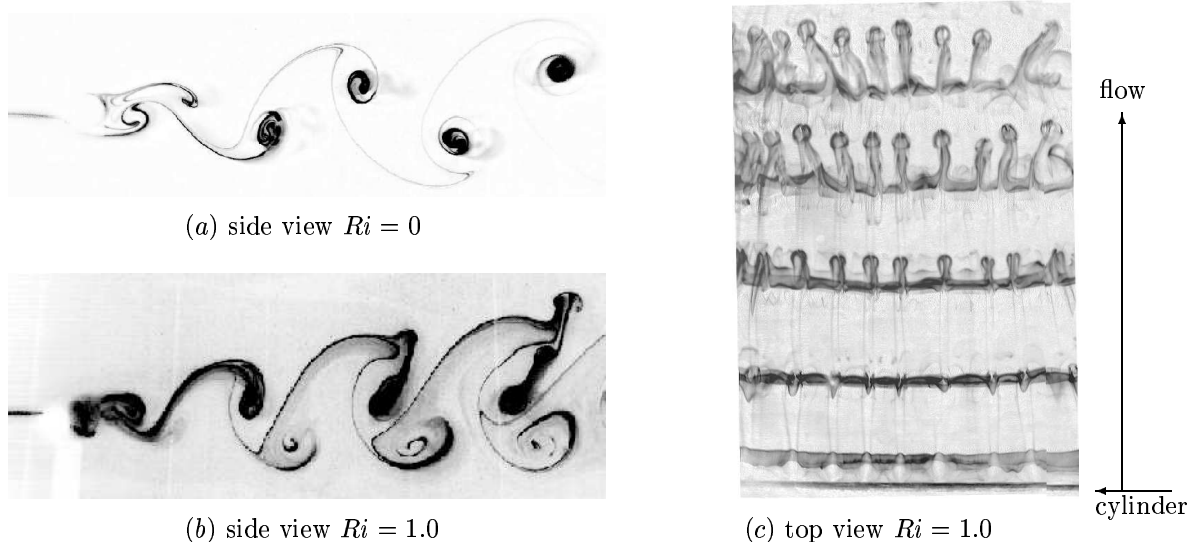 (a) side view Ri = 0
(b) side view Ri = 1.0
flow
cylinder
(c) top view Ri = 1.0